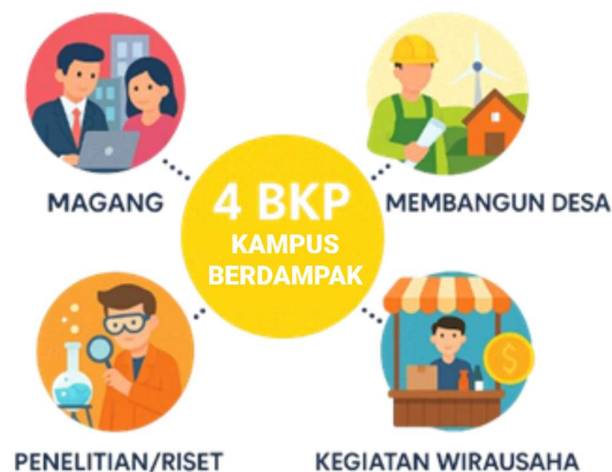 MAGANG
MEMBANGUN DESA
4 BKP
KAMPUS
BERDAMPAK
PENELITIAN/RISET
KEGIATAN WIRAUSAHA
$